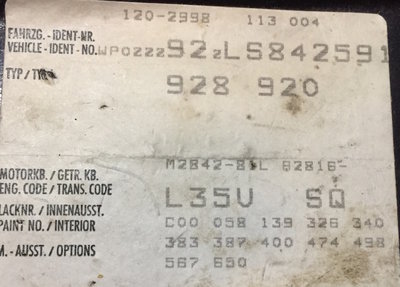 120-2998 113 004
FAHRZG.-IDENT-NR.
VEHICLE-IDENT-NO. WP0ZZZ92ZLS842591
TYP/TYPE 928 920
M2842-81L 82816-
MOTORKB./GETR.KB.
ENG. CODE/TRANS. CODE L35U SQ
LACKNR./INNENAUSST.
PAINT NO./INTERIOR C00 058 139 326 340
383 387 400 474 498
M.-AUSST./OPTIONS
567 650